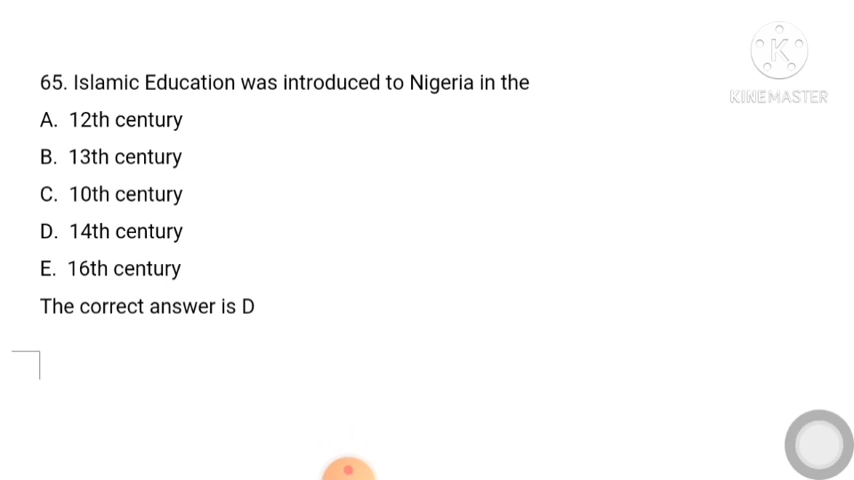 65. Islamic Education was introduced to Nigeria in the
A. 12th century
B. 13th century
C. 10th century
D. 14th century
E. 16th century
The correct answer is D
K
KINEMASTER